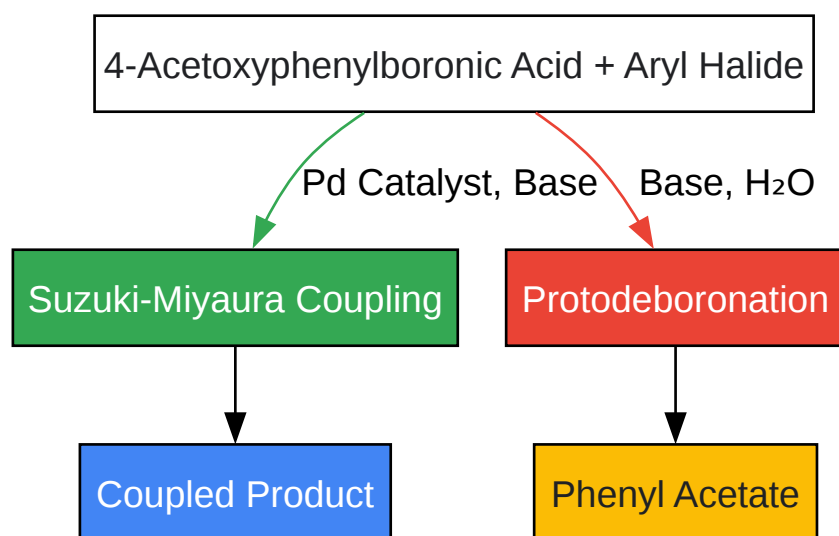 4-Acetoxyphenylboronic Acid + Aryl Halide
Pd Catalyst, Base
Base, H₂O
Suzuki-Miyaura Coupling
Protodeboronation
Coupled Product
Phenyl Acetate